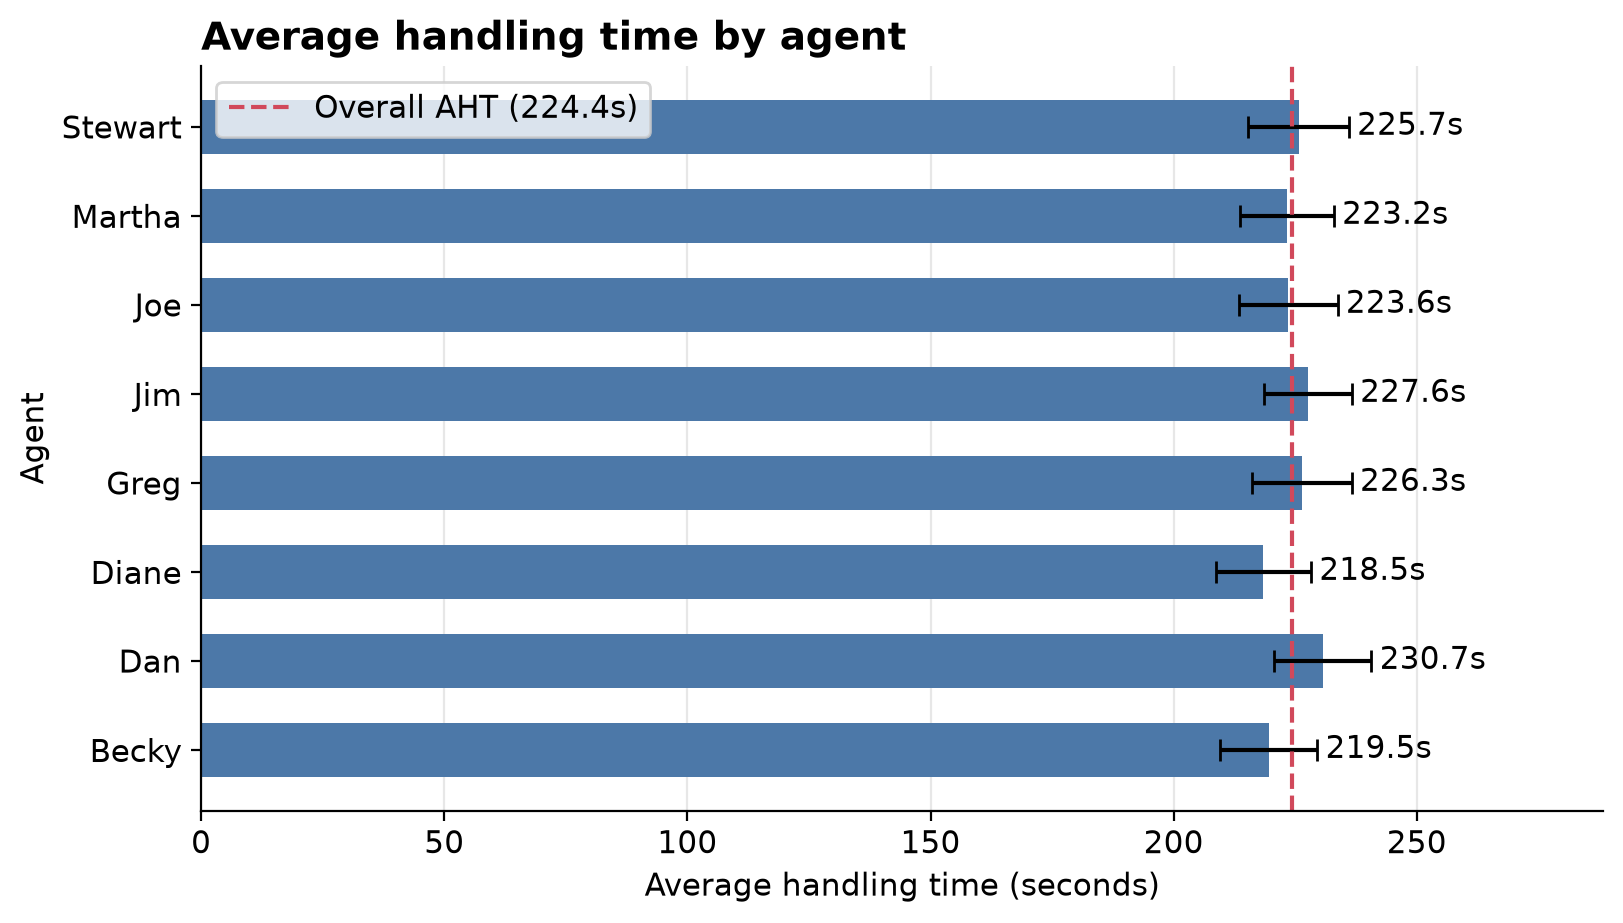 Average handling time by agent
Overall AHT (224.4s)
Stewart
225.7s
Martha
223.2s
Joe
223.6s
Jim
227.6s
Greg
226.3s
Diane
218.5s
Dan
230.7s
Becky
219.5s
Agent
0
50
100
150
200
250
Average handling time (seconds)